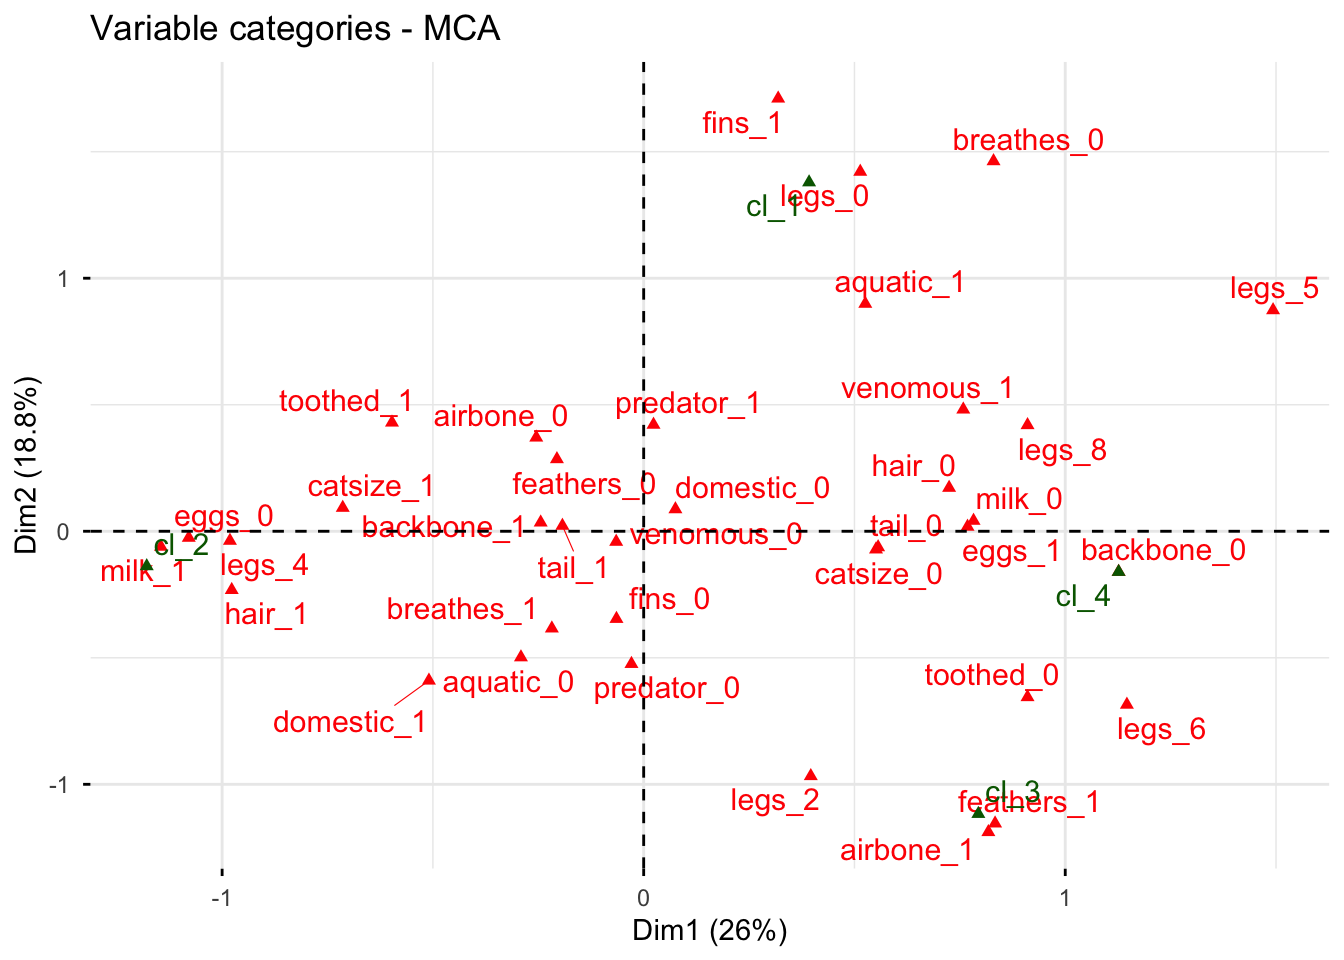 Variable categories - MCA
fins_1
breathes_0
legs_0
cl_1
aquatic_1
legs_5
venomous_1
toothed_1
predator_1
airbone_0
legs_8
hair_0
catsize_1
feathers_0
domestic_0
milk_0
eggs_0
backbone_1
venomous_0
tail_0
cl_2
eggs_1
backbone_0
milk_1
legs_4
tail_1
catsize_0
cl_4
hair_1
breathes_1
fins_0
aquatic_0
predator_0
toothed_0
domestic_1
legs_6
legs_2
cl_3
feathers_1
airbone_1
1
0
-1
Dim2 (18.8%)
-1
0
1
Dim1 (26%)